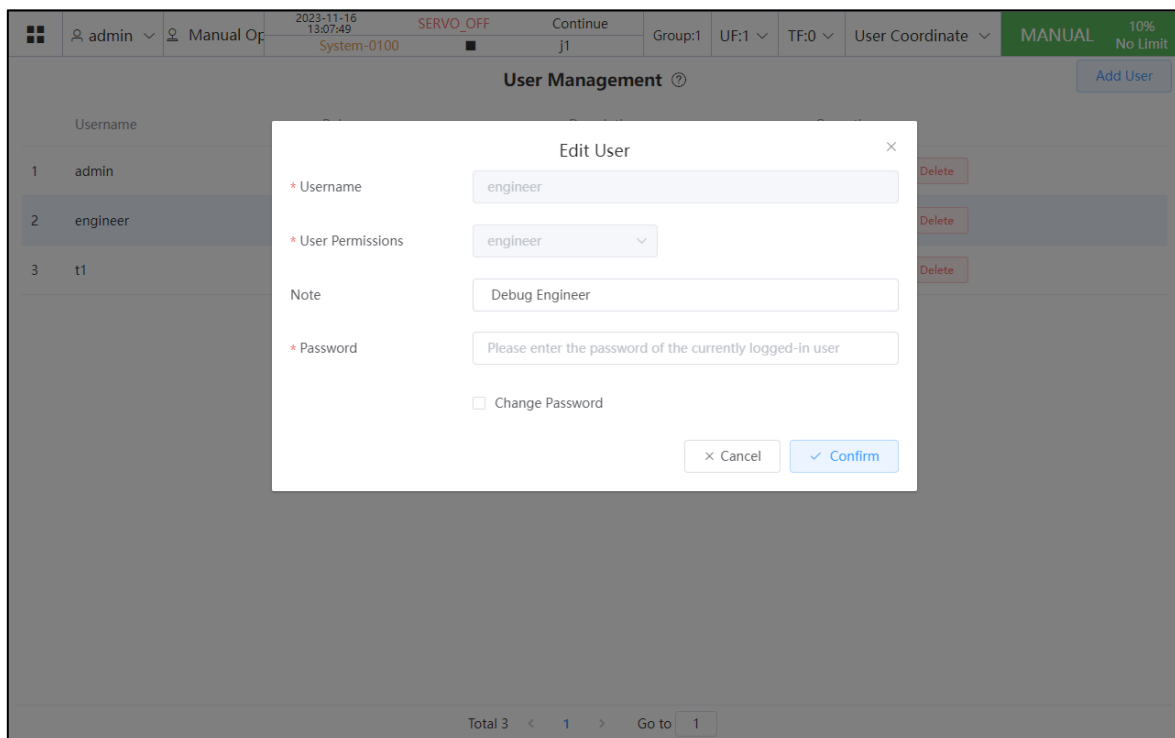 admin
Manual Op
2023-11-16
13:07:49
System-0100
SERVO_OFF
Continue
j1
Group:1
UF:1
TF:0
User Coordinate
MANUAL
10%
No Limit
User Management ?
Add User
Username
1 admin Delete
2 engineer Delete
3 t1 Delete
Edit User
* Username engineer
* User Permissions engineer
Note Debug Engineer
* Password Please enter the password of the currently logged-in user
Change Password
Cancel Confirm
Total 3 < 1 > Go to 1